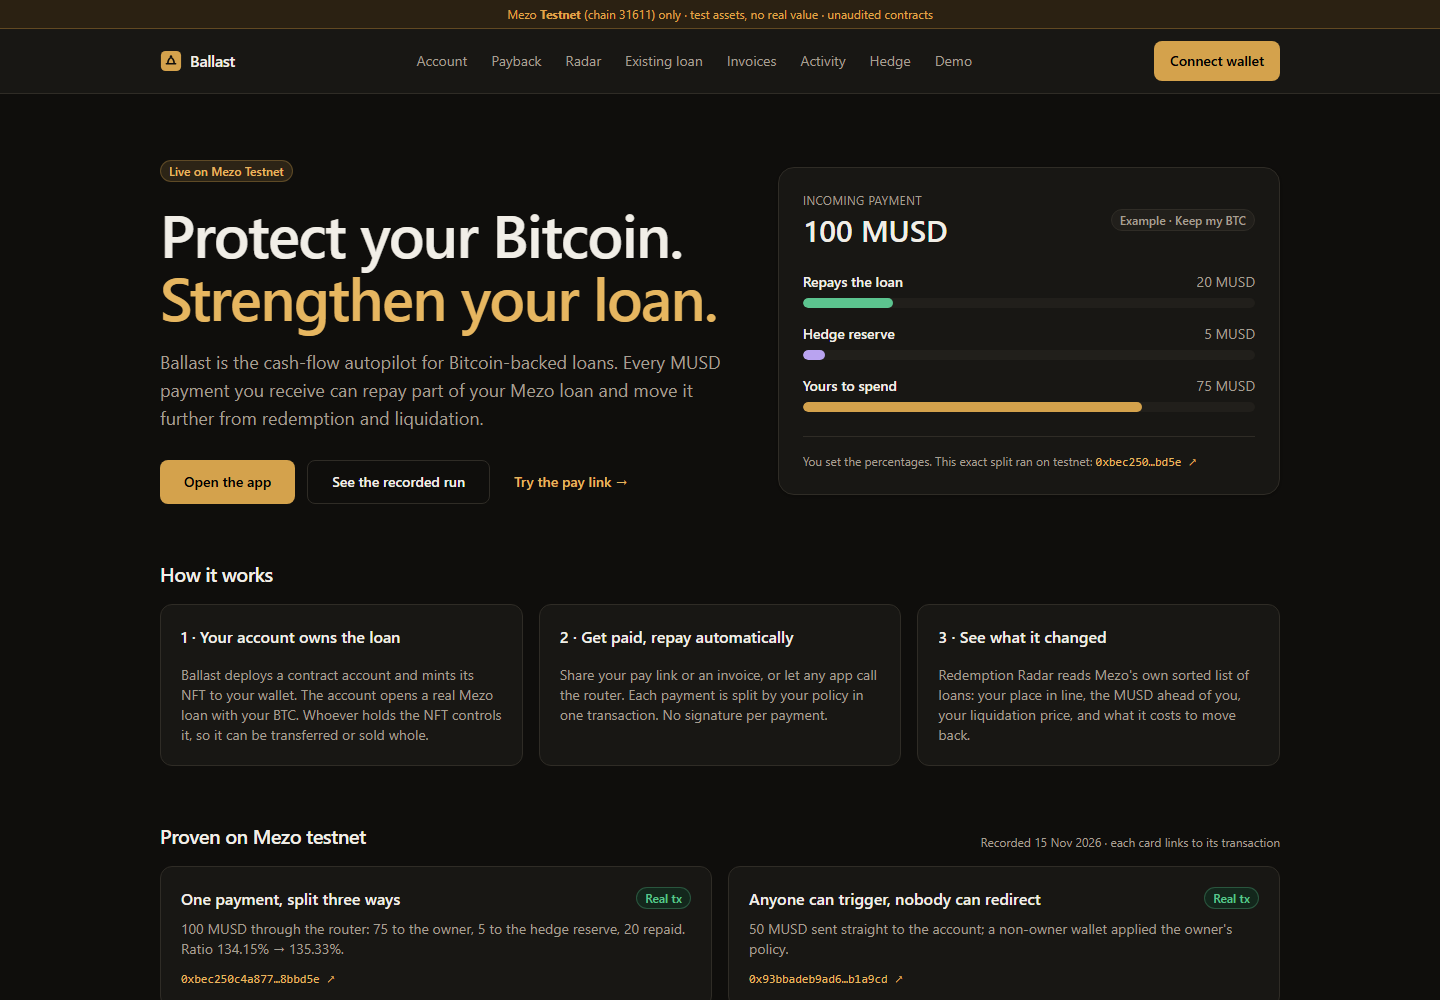 Mezo Testnet (chain 31611) only · test assets, no real value · unaudited contracts
Ballast
Account
Payback
Radar
Existing loan
Invoices
Activity
Hedge
Demo
Connect wallet
Live on Mezo Testnet
Protect your Bitcoin.
Strengthen your loan.
Ballast is the cash-flow autopilot for Bitcoin-backed loans. Every MUSD
payment you receive can repay part of your Mezo loan and move it
further from redemption and liquidation.
Open the app
See the recorded run
Try the pay link →
INCOMING PAYMENT
100 MUSD
Example · Keep my BTC
Repays the loan
20 MUSD
Hedge reserve
5 MUSD
Yours to spend
75 MUSD
You set the percentages. This exact split ran on testnet: 0xbec250…bd5e ↗
How it works
1 · Your account owns the loan
Ballast deploys a contract account and mints its
NFT to your wallet. The account opens a real Mezo
loan with your BTC. Whoever holds the NFT controls
it, so it can be transferred or sold whole.
2 · Get paid, repay automatically
Share your pay link or an invoice, or let any app call
the router. Each payment is split by your policy in
one transaction. No signature per payment.
3 · See what it changed
Redemption Radar reads Mezo's own sorted list of
loans: your place in line, the MUSD ahead of you,
your liquidation price, and what it costs to move
back.
Proven on Mezo testnet
Recorded 15 Nov 2026 · each card links to its transaction
One payment, split three ways
Real tx
100 MUSD through the router: 75 to the owner, 5 to the hedge reserve, 20 repaid.
Ratio 134.15% → 135.33%.
0xbec250c4a877…8bbd5e ↗
Anyone can trigger, nobody can redirect
Real tx
50 MUSD sent straight to the account; a non-owner wallet applied the owner's
policy.
0x93bbadeb9ad6…b1a9cd ↗